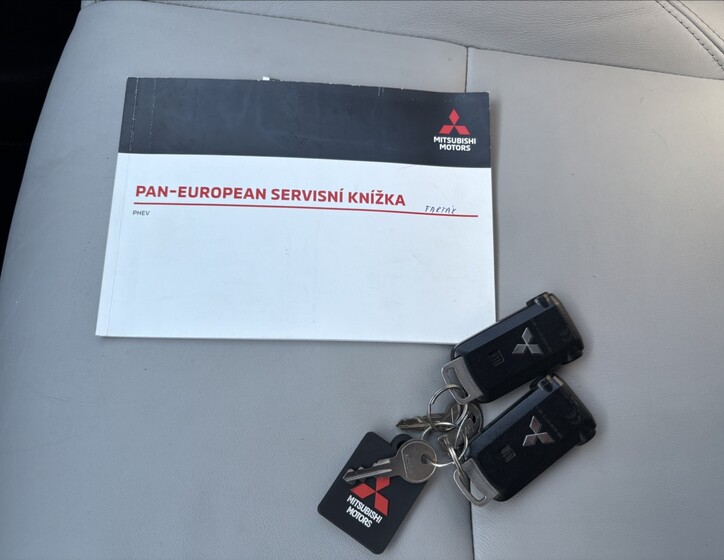 MITSUBISHI
MOTORS
PAN-EUROPEAN SERVISNÍ KNÍŽKA
PHEV
MITSUBISHI
MOTORS